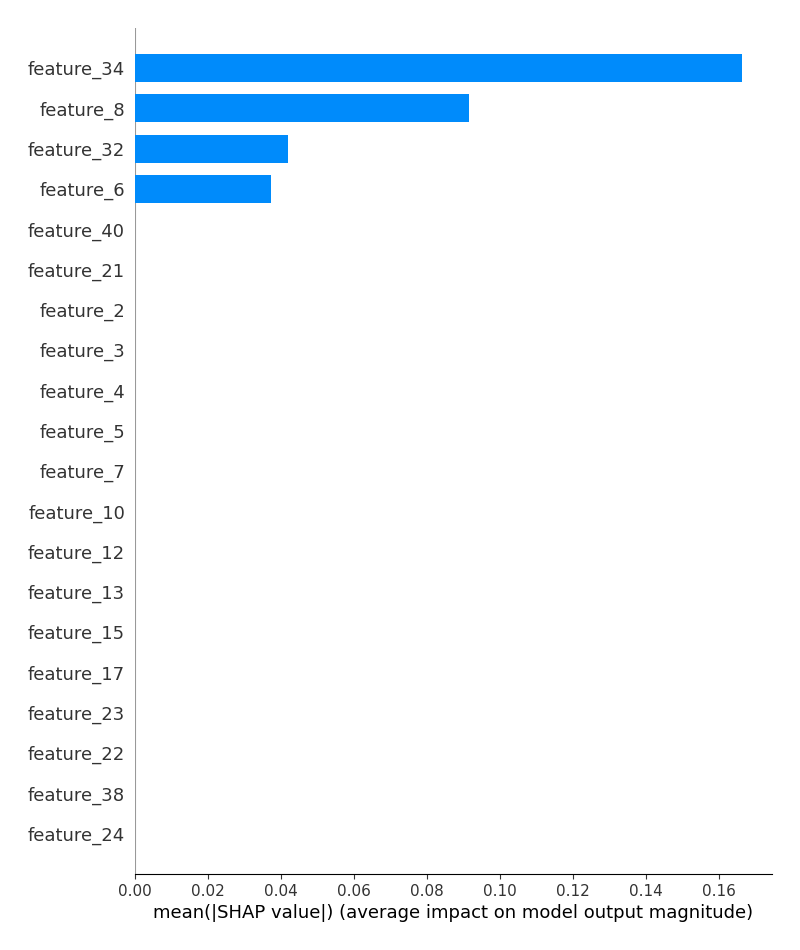 feature_34
feature_8
feature_32
feature_6
feature_40
feature_21
feature_2
feature_3
feature_4
feature_5
feature_7
feature_10
feature_12
feature_13
feature_15
feature_17
feature_23
feature_22
feature_38
feature_24
0.00 0.02 0.04 0.06 0.08 0.10 0.12 0.14 0.16
mean(|SHAP value|) (average impact on model output magnitude)